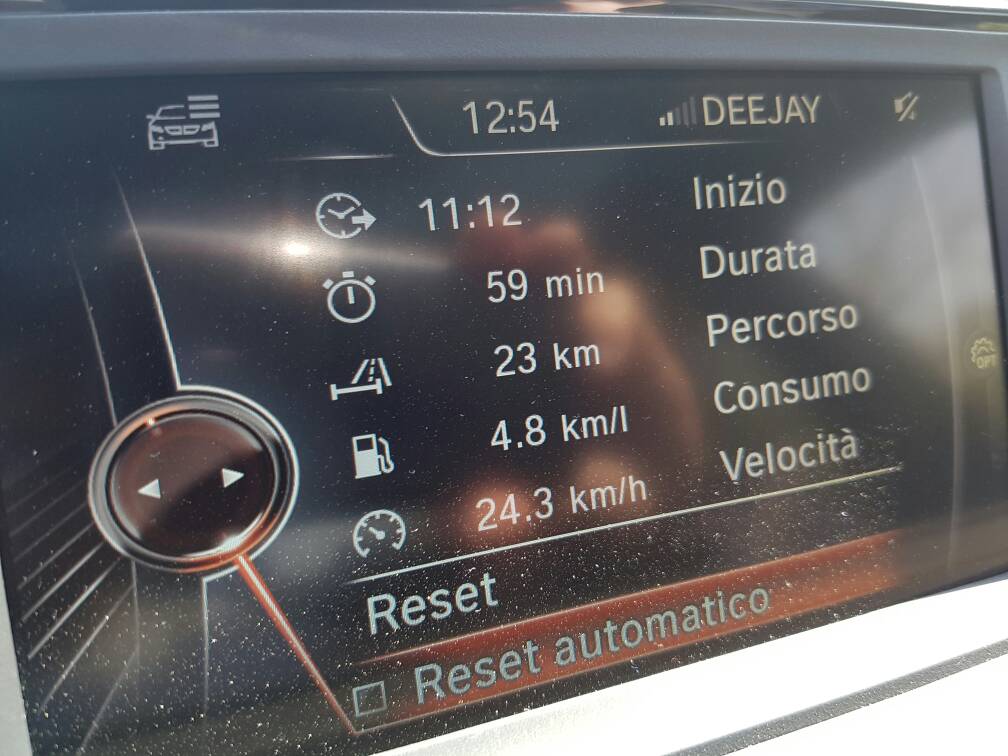 12:54 DEEJAY
11:12 Inizio
59 min Durata
23 km Percorso
4.8 km/l Consumo
24.3 km/h Velocità
OPT
Reset
Reset automatico